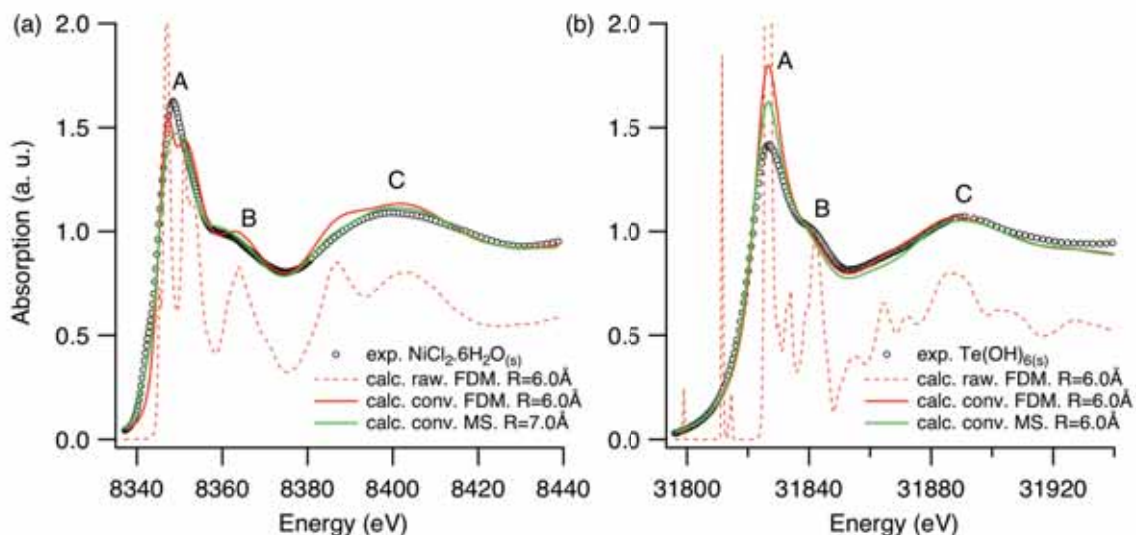 (a)
2.0
1.5
1.0
0.5
0.0
Absorption (a. u.)
A
B
C
exp. NiCl2.6H2O(s)
calc. raw. FDM. R=6.0Å
calc. conv. FDM. R=6.0Å
calc. conv. MS. R=7.0Å
8340 8360 8380 8400 8420 8440
Energy (eV)
(b)
2.0
1.5
1.0
0.5
0.0
A
B
C
exp. Te(OH)6(s)
calc. raw. FDM. R=6.0Å
calc. conv. FDM. R=6.0Å
calc. conv. MS. R=6.0Å
31800 31840 31880 31920
Energy (eV)